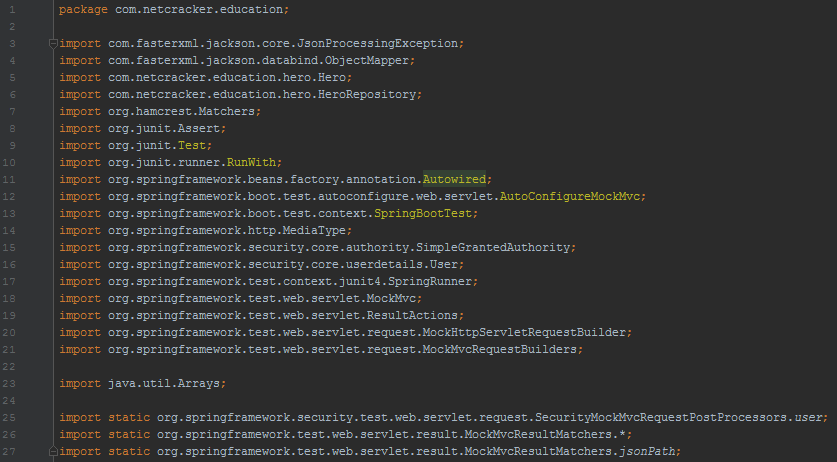 1 package com.netcracker.education;
2
3 import com.fasterxml.jackson.core.JsonProcessingException;
4 import com.fasterxml.jackson.databind.ObjectMapper;
5 import com.netcracker.education.hero.Hero;
6 import com.netcracker.education.hero.HeroRepository;
7 import org.hamcrest.Matchers;
8 import org.junit.Assert;
9 import org.junit.Test;
10 import org.junit.runner.RunWith;
11 import org.springframework.beans.factory.annotation.Autowired;
12 import org.springframework.boot.test.autoconfigure.web.servlet.AutoConfigureMockMvc;
13 import org.springframework.boot.test.context.SpringBootTest;
14 import org.springframework.http.MediaType;
15 import org.springframework.security.core.authority.SimpleGrantedAuthority;
16 import org.springframework.security.core.userdetails.User;
17 import org.springframework.test.context.junit4.SpringRunner;
18 import org.springframework.test.web.servlet.MockMvc;
19 import org.springframework.test.web.servlet.ResultActions;
20 import org.springframework.test.web.servlet.request.MockHttpServletRequestBuilder;
21 import org.springframework.test.web.servlet.request.MockMvcRequestBuilders;
22
23 import java.util.Arrays;
24
25 import static org.springframework.security.test.web.servlet.request.SecurityMockMvcRequestPostProcessors.user;
26 import static org.springframework.test.web.servlet.result.MockMvcResultMatchers.*;
27 import static org.springframework.test.web.servlet.result.MockMvcResultMatchers.jsonPath;